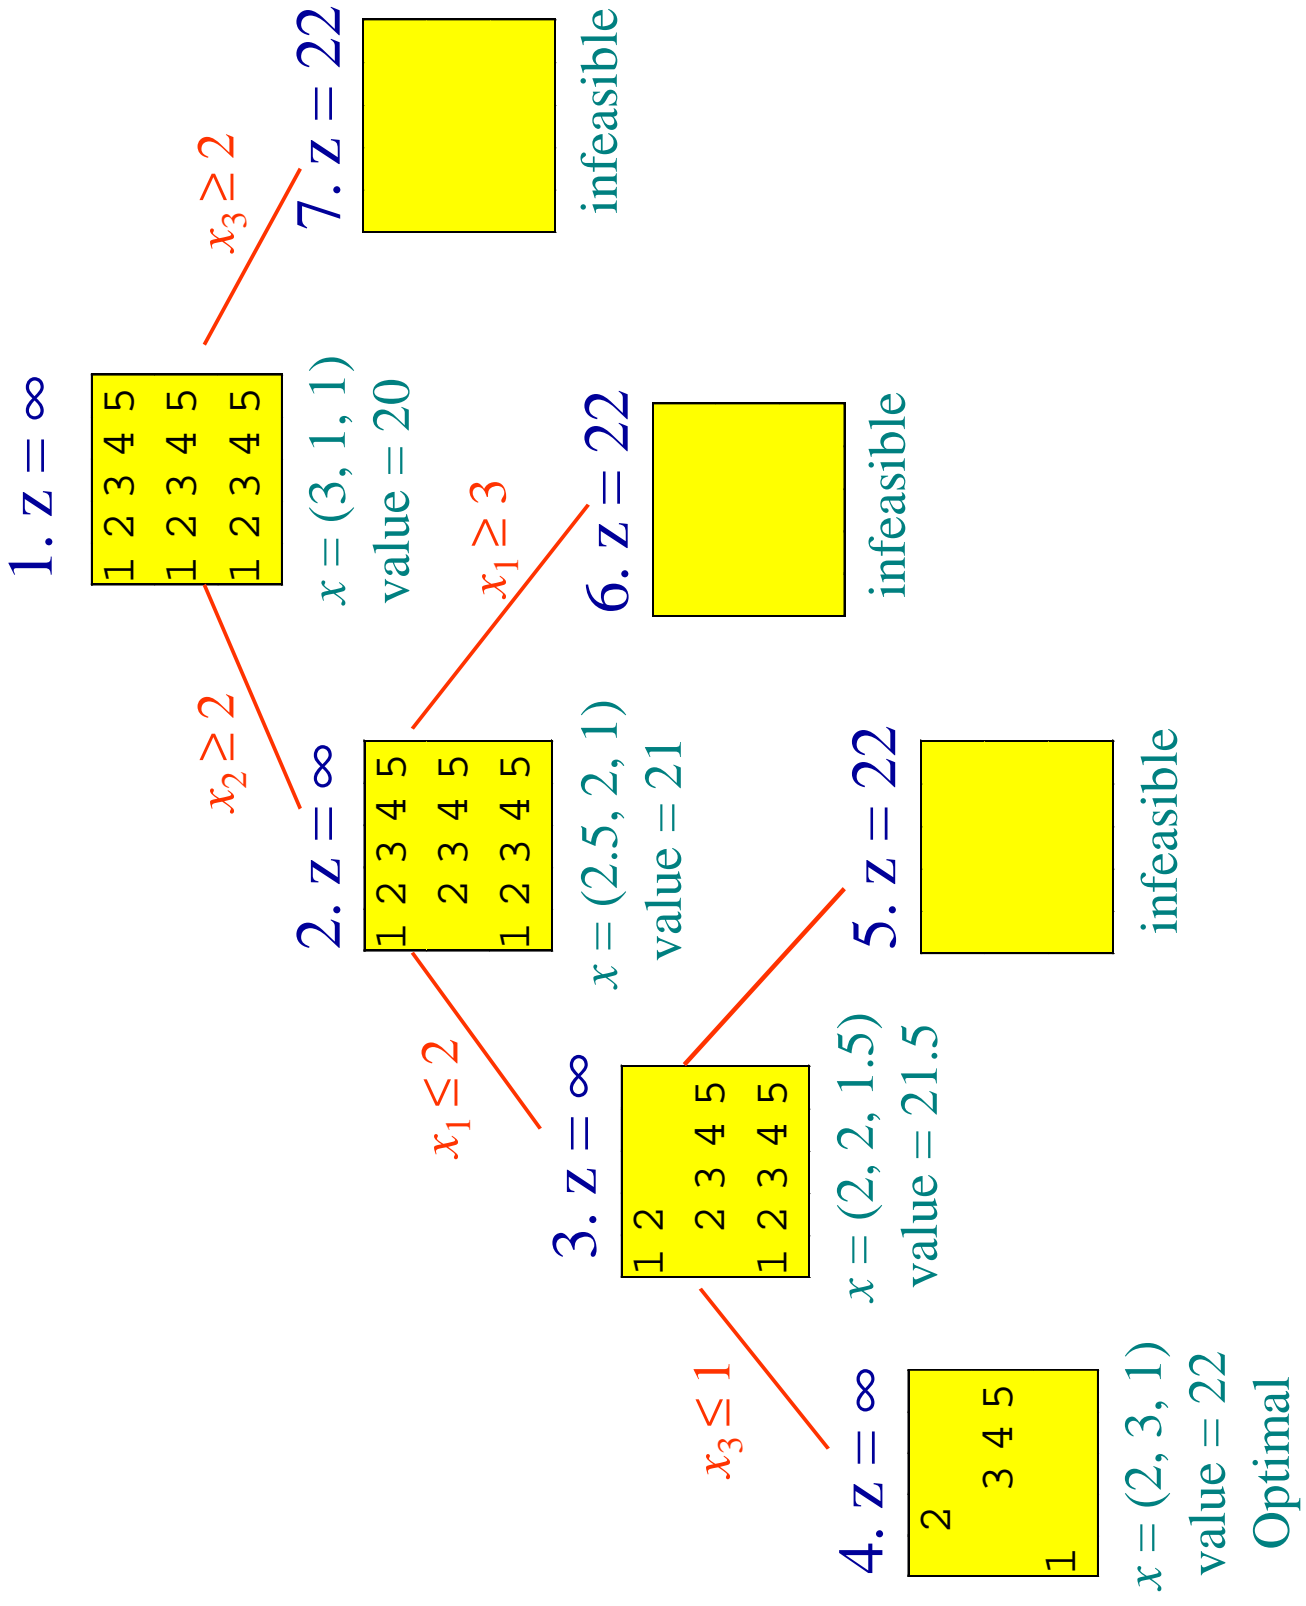 1. z = ∞
1 2 3 4 5
1 2 3 4 5
1 2 3 4 5
x = (3, 1, 1)
value = 20
x₂ ≥ 2
x₃ ≥ 2
2. z = ∞
1 2 3 4 5
2 3 4 5
1 2 3 4 5
x = (2.5, 2, 1)
value = 21
7. z = 22
infeasible
x₁ ≤ 2
x₁ ≥ 3
3. z = ∞
1 2
2 3 4 5
1 2 3 4 5
x = (2, 2, 1.5)
value = 21.5
6. z = 22
infeasible
x₃ ≤ 1
4. z = ∞
2
3 4 5
1
x = (2, 3, 1)
value = 22
Optimal
5. z = 22
infeasible